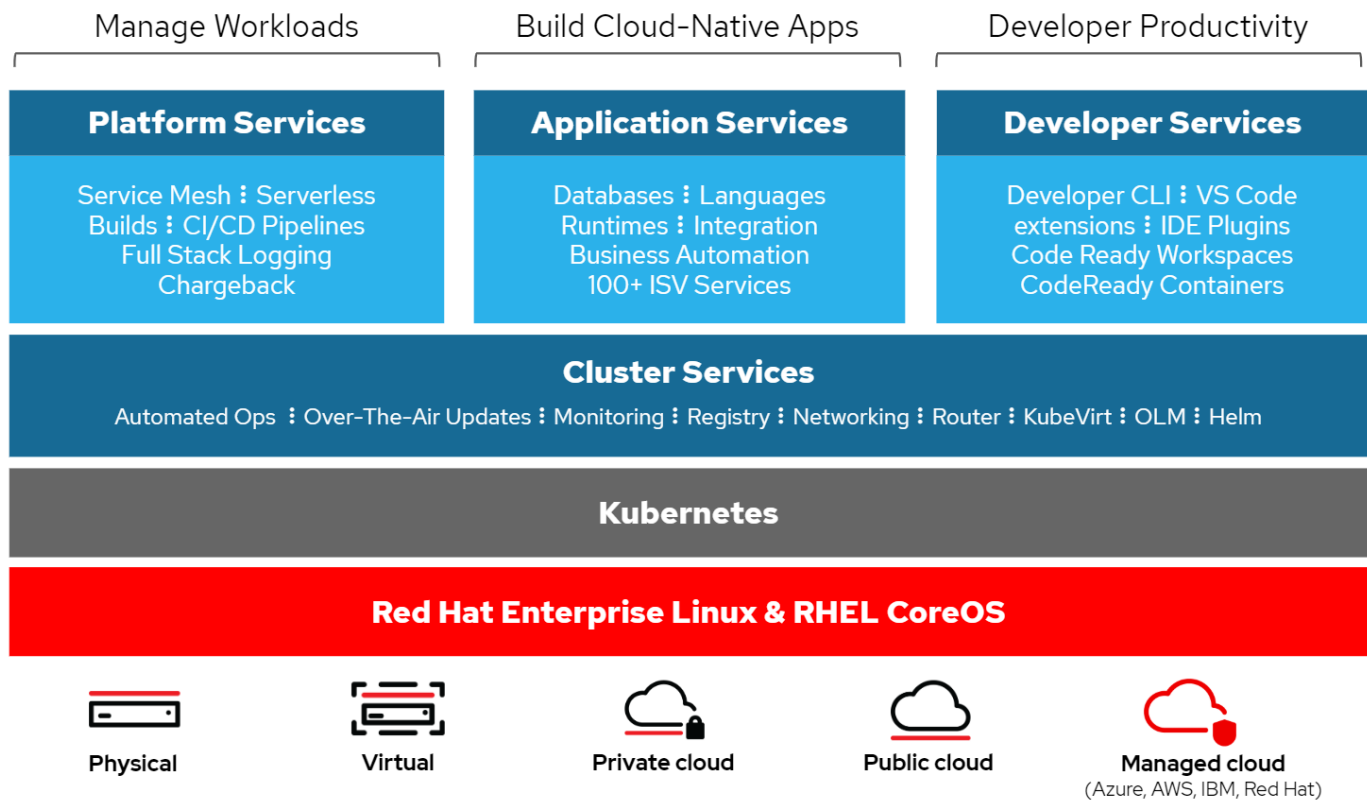 Manage Workloads
Build Cloud-Native Apps
Developer Productivity
Platform Services
Service Mesh ⋮ Serverless
Builds ⋮ CI/CD Pipelines
Full Stack Logging
Chargeback
Application Services
Databases ⋮ Languages
Runtimes ⋮ Integration
Business Automation
100+ ISV Services
Developer Services
Developer CLI ⋮ VS Code
extensions ⋮ IDE Plugins
Code Ready Workspaces
CodeReady Containers
Cluster Services
Automated Ops ⋮ Over-The-Air Updates ⋮ Monitoring ⋮ Registry ⋮ Networking ⋮ Router ⋮ KubeVirt ⋮ OLM ⋮ Helm
Kubernetes
Red Hat Enterprise Linux & RHEL CoreOS
Physical
Virtual
Private cloud
Public cloud
Managed cloud
(Azure, AWS, IBM, Red Hat)